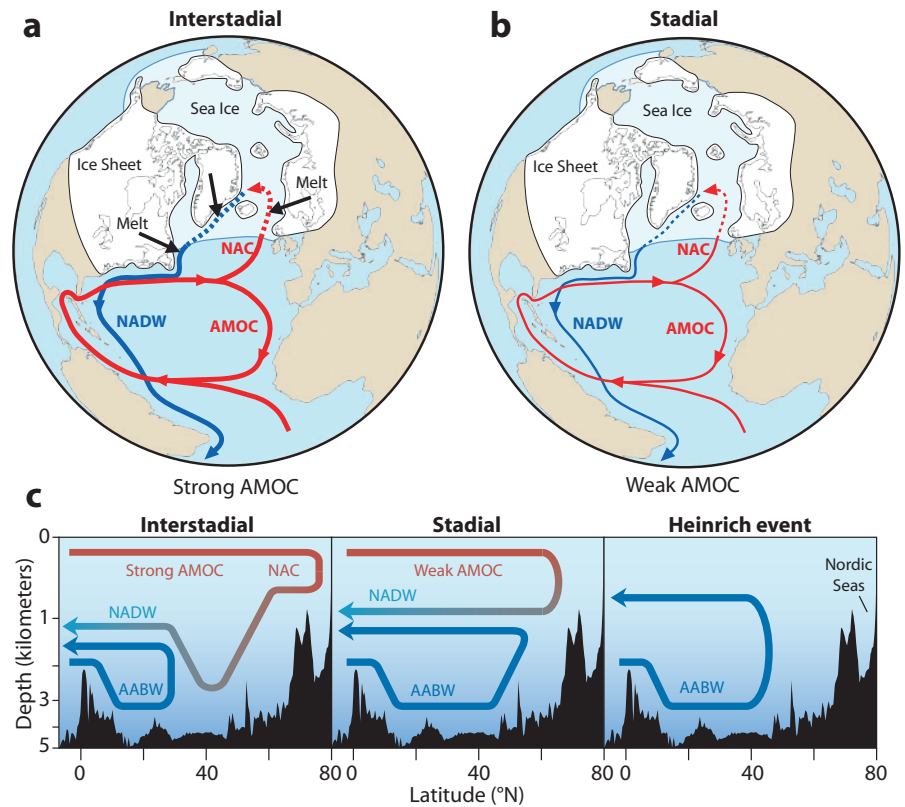 a
Interstadial
Sea Ice
Ice Sheet
Melt
Melt
NAC
NADW
AMOC
Strong AMOC
b
Stadial
Sea Ice
Ice Sheet
NAC
NADW
AMOC
Weak AMOC
c
Interstadial
Stadial
Heinrich event
Depth (kilometers)
0
1
3
5
Strong AMOC
NAC
NADW
AABW
Weak AMOC
NADW
AABW
Nordic
Seas
AABW
0
40
80
0
40
80
0
40
80
Latitude (°N)